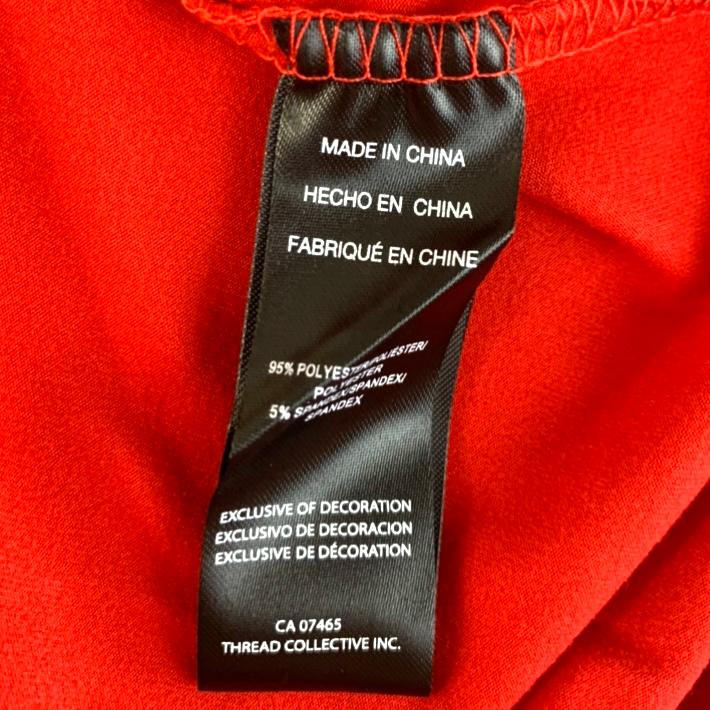 MADE IN CHINA
HECHO EN CHINA
FABRIQUÉ EN CHINE
95% POLYESTER/POLIÉSTER/
POLYESTER
5% SPANDEX/SPANDEX/
SPANDEX
EXCLUSIVE OF DECORATION
EXCLUSIVO DE DECORACION
EXCLUSIVE DE DÉCORATION
CA 07465
THREAD COLLECTIVE INC.